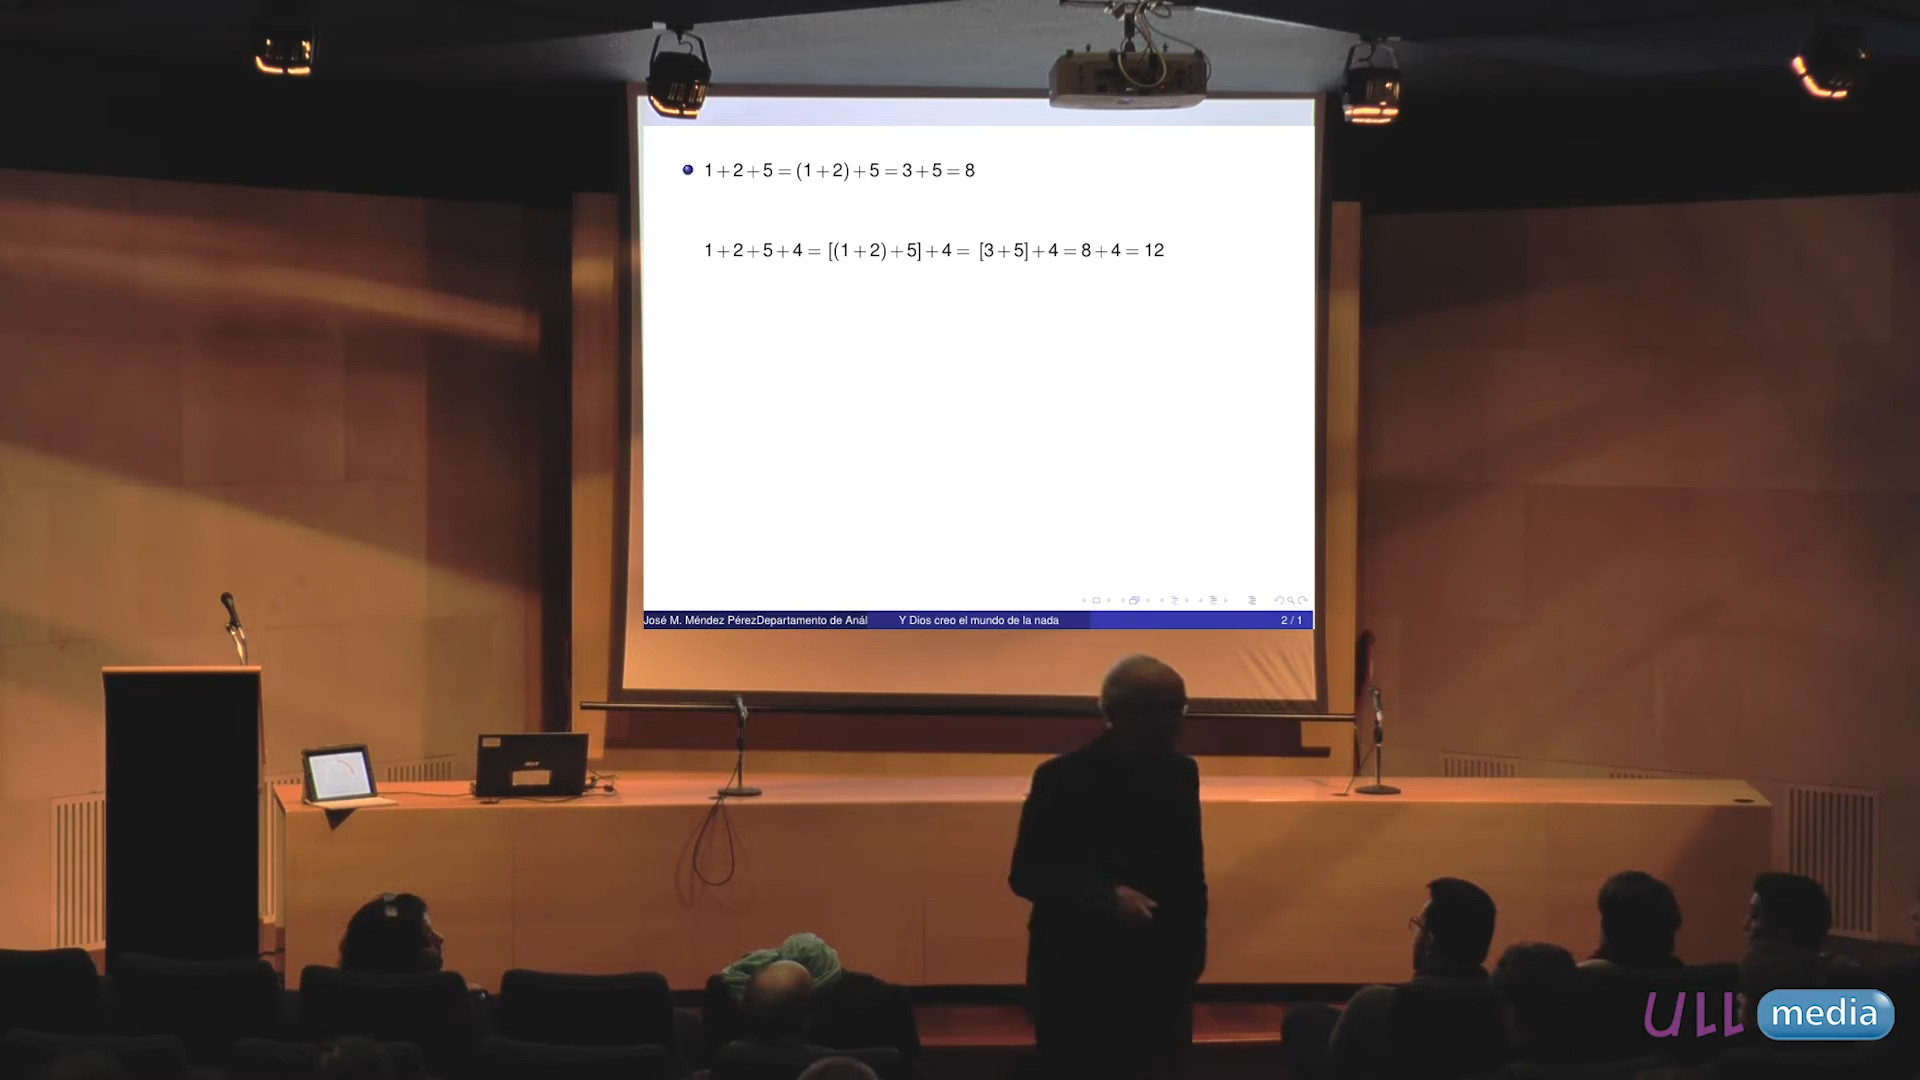 1 + 2 + 5 = (1 + 2) + 5 = 3 + 5 = 8
1 + 2 + 5 + 4 = [(1 + 2) + 5] + 4 = [3 + 5] + 4 = 8 + 4 = 12
José M. Méndez PérezDepartamento de Anál Y Dios creo el mundo de la nada 2 / 1
acer
ULL media